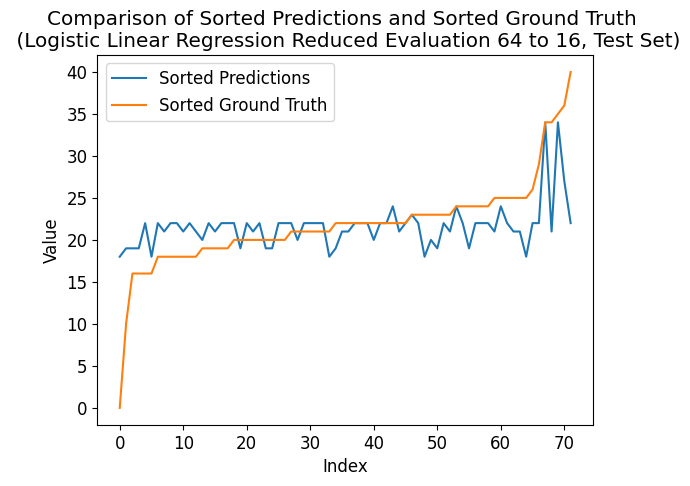 Comparison of Sorted Predictions and Sorted Ground Truth
(Logistic Linear Regression Reduced Evaluation 64 to 16, Test Set)
Sorted Predictions
Sorted Ground Truth
Value
40
35
30
25
20
15
10
5
0
0 10 20 30 40 50 60 70
Index